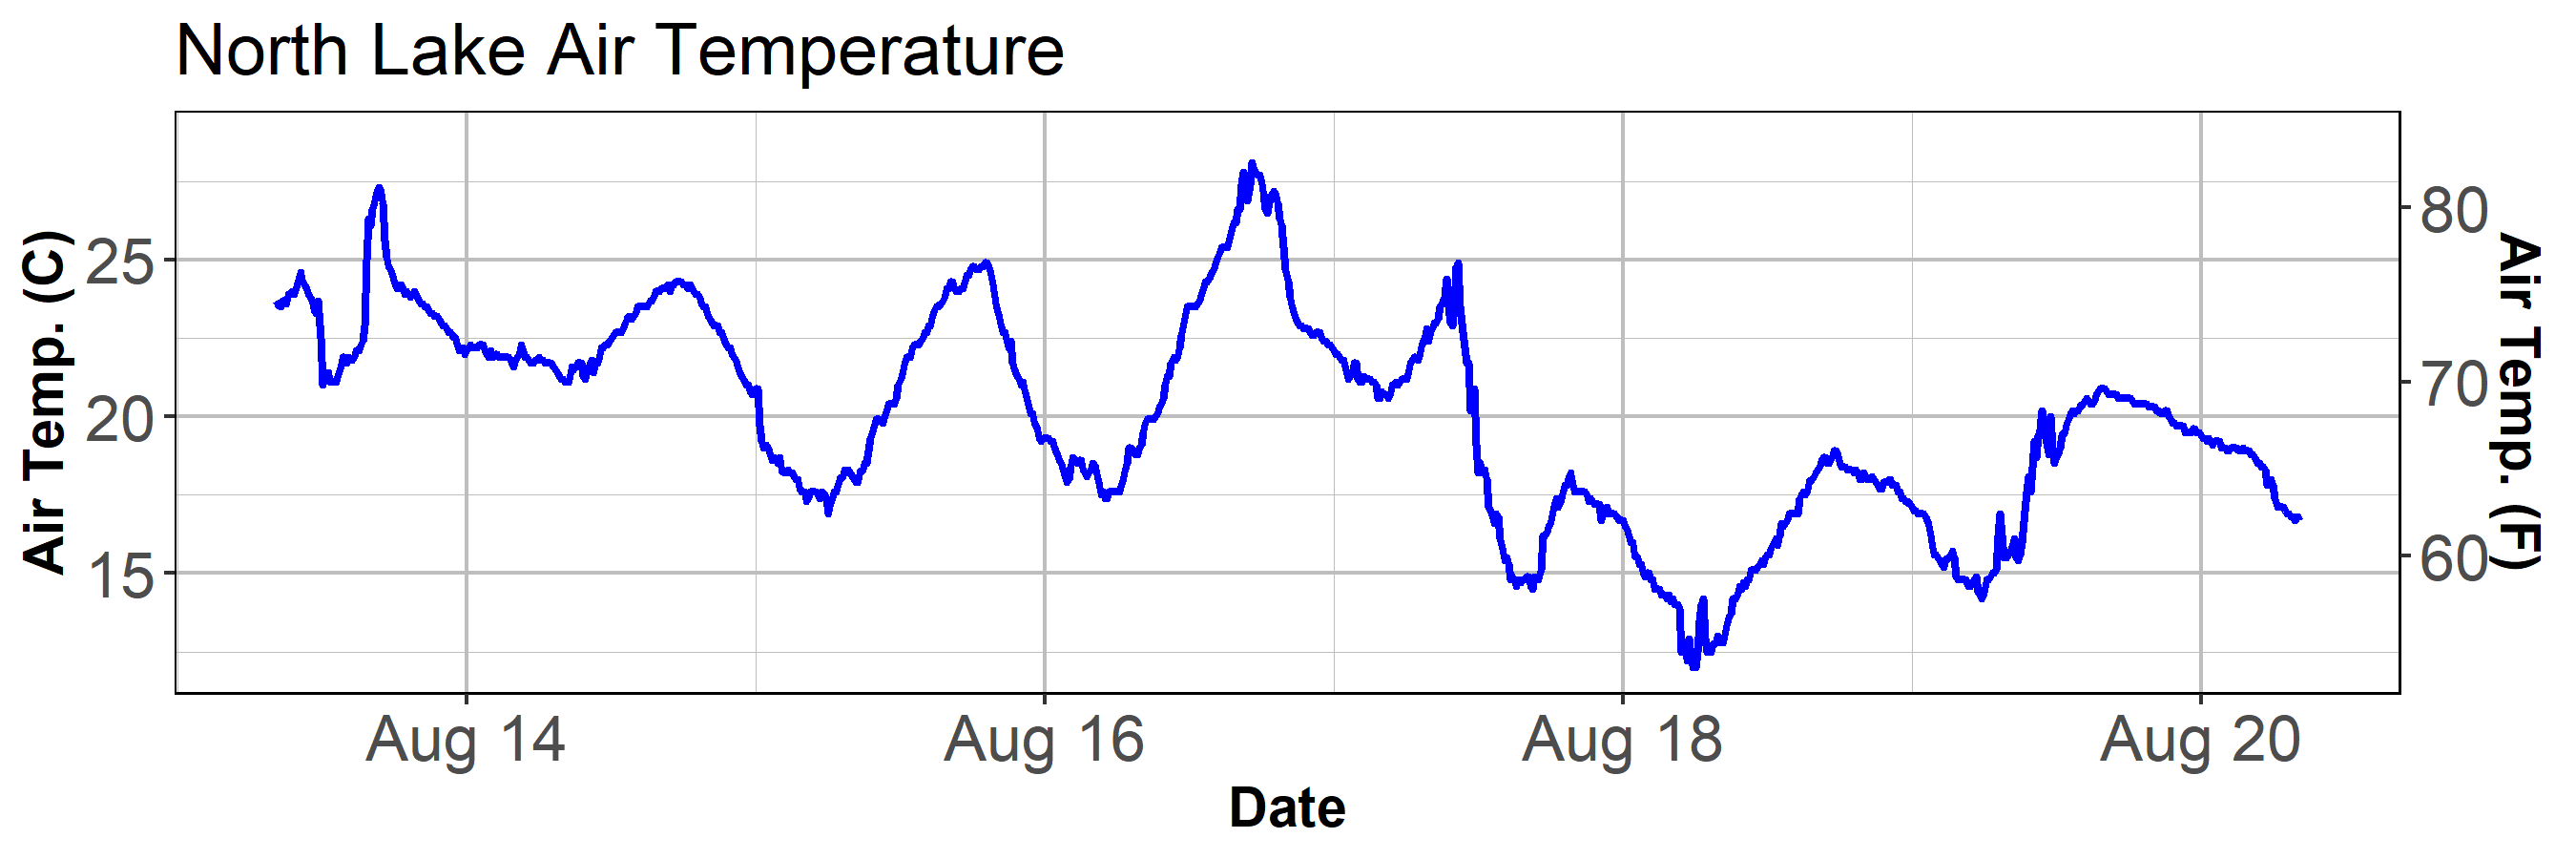 North Lake Air Temperature
Air Temp. (C)
25
20
15
80
70
60
Air Temp. (F)
Aug 14 Aug 16 Aug 18 Aug 20
Date